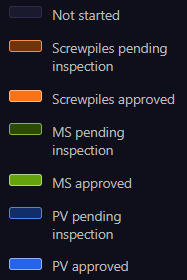 Not started
Screwpiles pending
inspection
Screwpiles approved
MS pending
inspection
MS approved
PV pending
inspection
PV approved